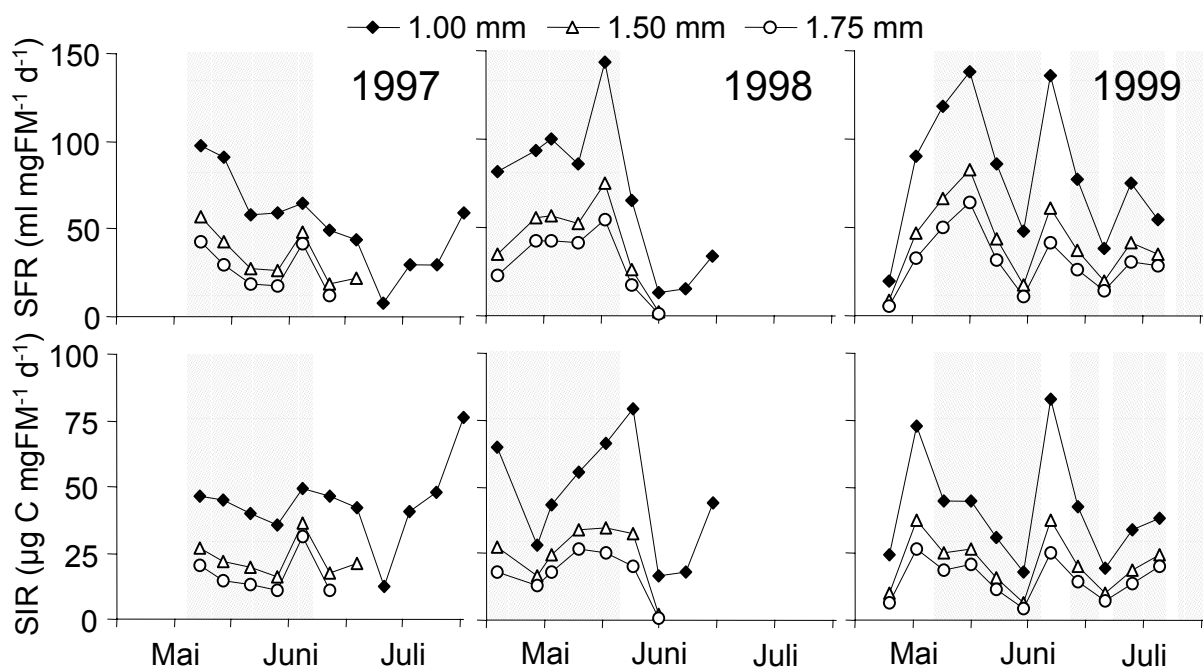 1.00 mm 1.50 mm 1.75 mm
1997 1998 1999
SFR (ml mgFM⁻¹ d⁻¹)
150
100
50
0
SIR (µg C mgFM⁻¹ d⁻¹)
100
75
50
25
0
Mai Juni Juli Mai Juni Juli Mai Juni Juli